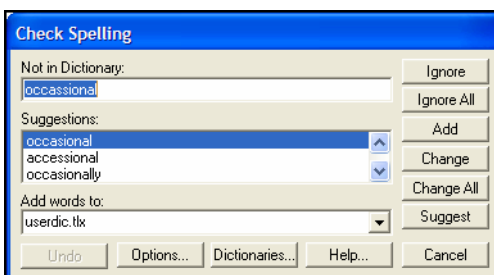 Check Spelling
Not in Dictionary:
occassional
Ignore
Ignore All
Suggestions:
occasional
accessional
occasionally
Add
Change
Change All
Add words to:
userdic.tlx
Suggest
Undo Options... Dictionaries... Help... Cancel